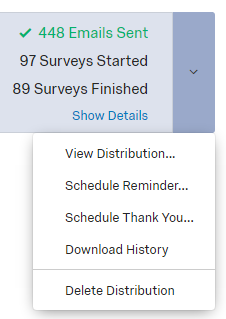 448 Emails Sent
97 Surveys Started
89 Surveys Finished
Show Details
View Distribution...
Schedule Reminder...
Schedule Thank You...
Download History
Delete Distribution